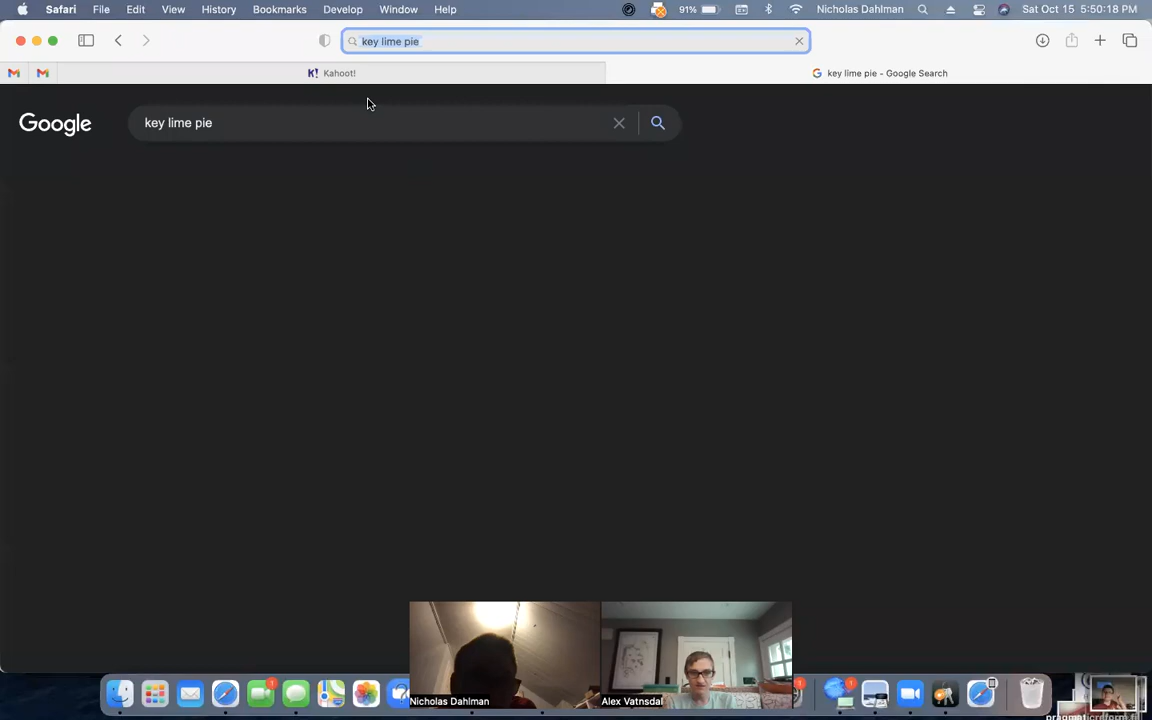 Safari File Edit View History Bookmarks Develop Window Help 91% Nicholas Dahlman Sat Oct 15 5:50:18 PM
key lime pie
K! Kahoot! key lime pie - Google Search
Google key lime pie
Nicholas Dahlman Alex Vatnsdal